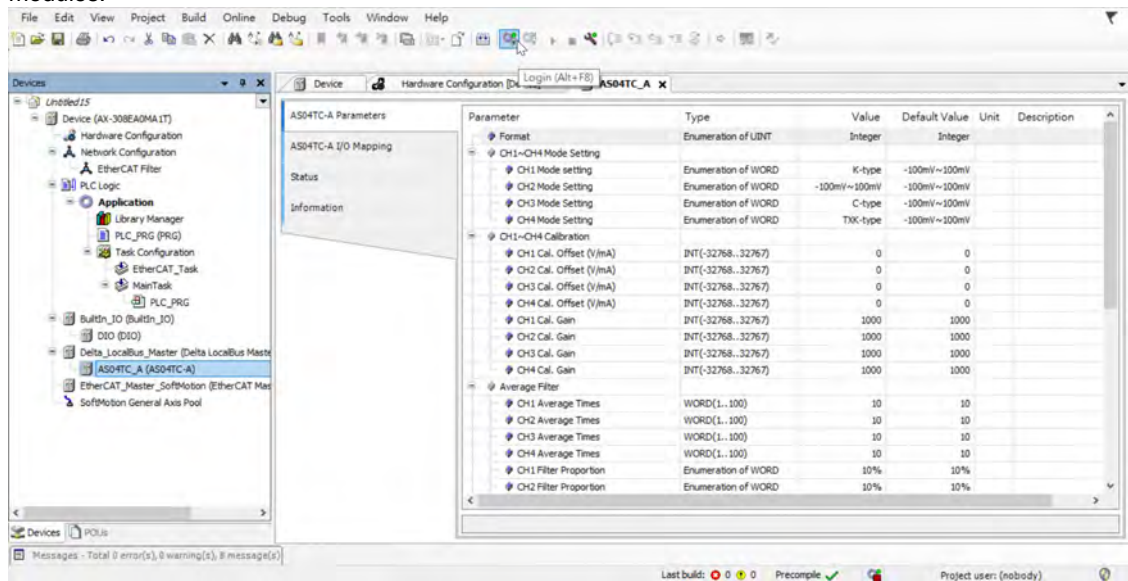 modules.
File Edit View Project Build Online Debug Tools Window Help
Login (Alt+F8)
Devices
Device
Hardware Configuration [De
AS04TC_A
Untitled15
Device (AX-308EA0MA1T)
Hardware Configuration
Network Configuration
EtherCAT Filter
PLC Logic
Application
Library Manager
PLC_PRG (PRG)
Task Configuration
EtherCAT_Task
MainTask
PLC_PRG
BuiltIn_IO (BuiltIn_IO)
DIO (DIO)
Delta_LocalBus_Master (Delta LocalBus Maste
AS04TC_A (AS04TC-A)
EtherCAT_Master_SoftMotion (EtherCAT Mas
SoftMotion General Axis Pool
Devices POUs
AS04TC-A Parameters
AS04TC-A I/O Mapping
Status
Information
Parameter Type Value Default Value Unit Description
Format Enumeration of UINT Integer Integer
CH1~CH4 Mode Setting
CH1 Mode setting Enumeration of WORD K-type -100mV~100mV
CH2 Mode Setting Enumeration of WORD -100mV~100mV -100mV~100mV
CH3 Mode Setting Enumeration of WORD C-type -100mV~100mV
CH4 Mode Setting Enumeration of WORD TXK-type -100mV~100mV
CH1~CH4 Calibration
CH1 Cal. Offset (V/mA) INT(-32768..32767) 0 0
CH2 Cal. Offset (V/mA) INT(-32768..32767) 0 0
CH3 Cal. Offset (V/mA) INT(-32768..32767) 0 0
CH4 Cal. Offset (V/mA) INT(-32768..32767) 0 0
CH1 Cal. Gain INT(-32768..32767) 1000 1000
CH2 Cal. Gain INT(-32768..32767) 1000 1000
CH3 Cal. Gain INT(-32768..32767) 1000 1000
CH4 Cal. Gain INT(-32768..32767) 1000 1000
Average Filter
CH1 Average Times WORD(1..100) 10 10
CH2 Average Times WORD(1..100) 10 10
CH3 Average Times WORD(1..100) 10 10
CH4 Average Times WORD(1..100) 10 10
CH1 Filter Proportion Enumeration of WORD 10% 10%
CH2 Filter Proportion Enumeration of WORD 10% 10%
Messages - Total 0 error(s), 0 warning(s), 8 message(s)
Last build: 0 0 Precompile Project user: (nobody)